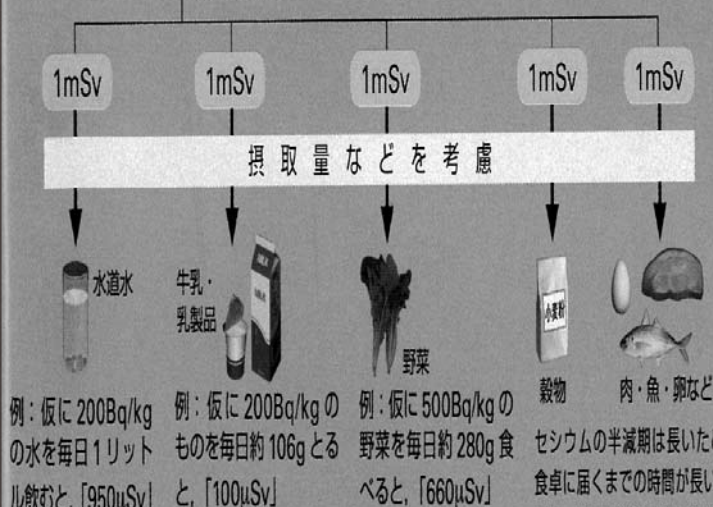 1mSv
1mSv
1mSv
1mSv
1mSv
摂取量などを考慮
水道水
牛乳・
乳製品
野菜
小麦粉
穀物
肉・魚・卵など
例：仮に200Bq/kg
の水を毎日1リット
ル飲むと，「950μSv」
例：仮に200Bq/kgの
ものを毎日約106gとる
と，「100μSv」
例：仮に500Bq/kgの
野菜を毎日約280g食
べると，「660μSv」
セシウムの半減期は長いため
食卓に届くまでの時間が長い